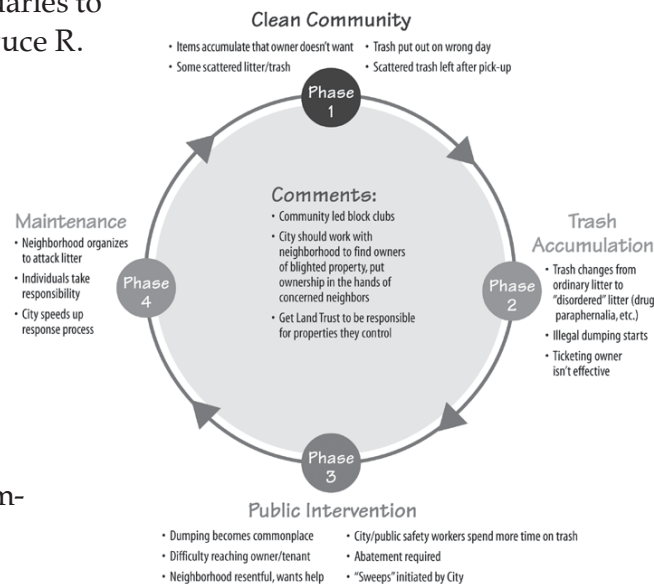 laries to
uce R.
m-
Clean Community
• Items accumulate that owner doesn't want
• Some scattered litter/trash
• Trash put out on wrong day
• Scattered trash left after pick-up
Phase
1
Trash
Accumulation
• Trash changes from
ordinary litter to
"disordered" litter (drug
paraphernalia, etc.)
• Illegal dumping starts
• Ticketing owner
isn't effective
Phase
2
Phase
3
Public Intervention
• Dumping becomes commonplace
• Difficulty reaching owner/tenant
• Neighborhood resentful, wants help
• City/public safety workers spend more time on trash
• Abatement required
• "Sweeps" initiated by City
Maintenance
• Neighborhood organizes
to attack litter
• Individuals take
responsibility
• City speeds up
response process
Phase
4
Comments:
• Community led block clubs
• City should work with
neighborhood to find owners
of blighted property, put
ownership in the hands of
concerned neighbors
• Get Land Trust to be responsible
for properties they control